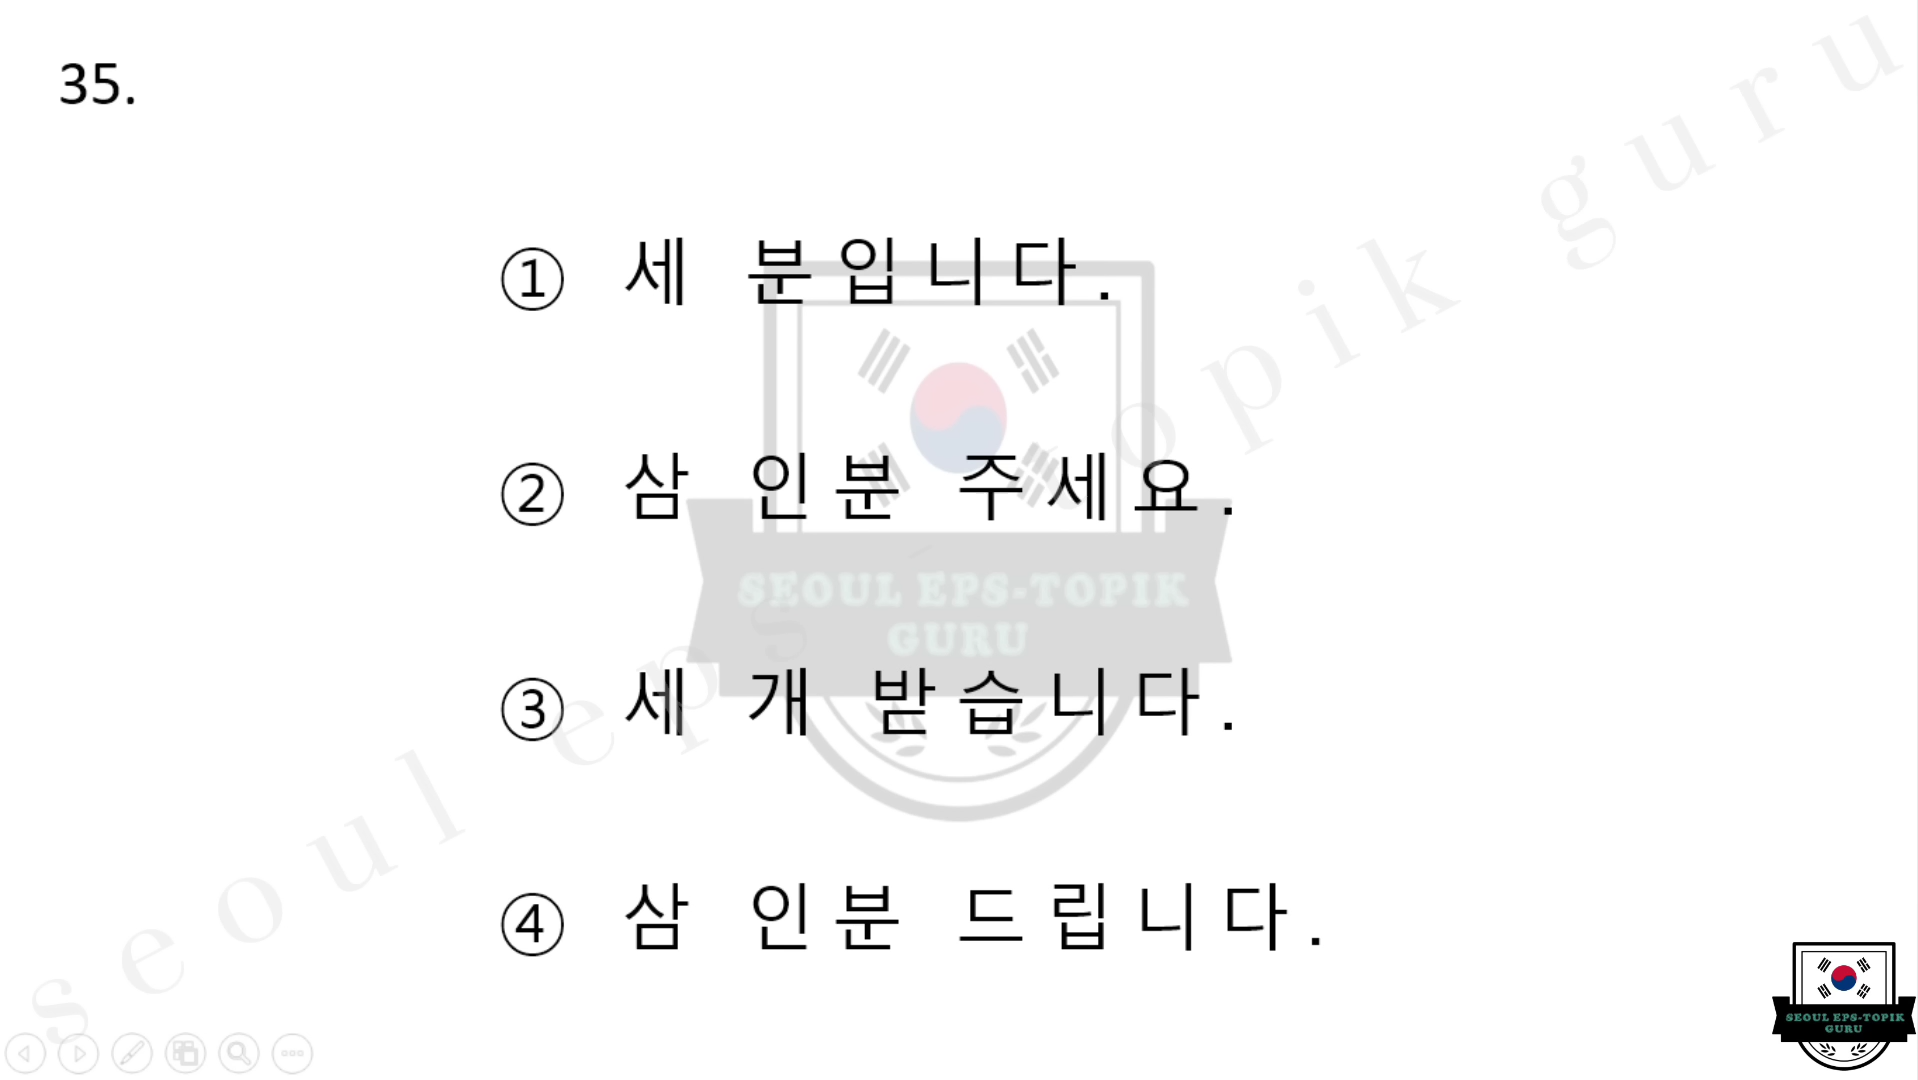 35.
① 세 분입니다.
② 삼 인분 주세요.
③ 세 개 받습니다.
④ 삼 인분 드립니다.
seoul eps topik guru
SEOUL EPS-TOPIK
GURU
SEOUL EPS-TOPIK
GURU